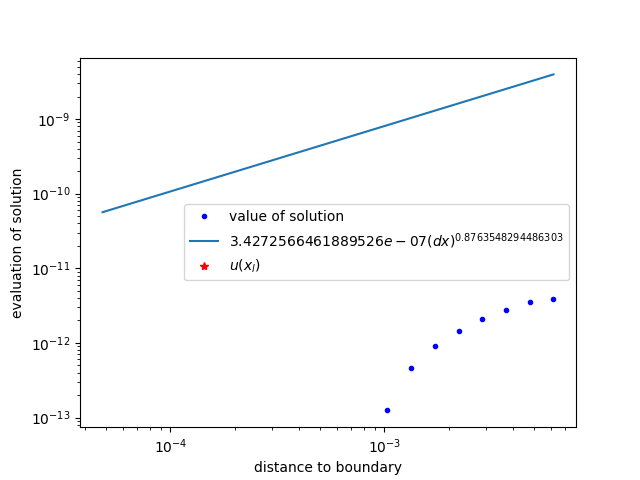 10⁻⁹
10⁻¹⁰
10⁻¹¹
10⁻¹²
10⁻¹³
evaluation of solution
value of solution
3.4272566461889526e − 07(dx)^0.8763548294486303
u(x_l)
10⁻⁴
10⁻³
distance to boundary